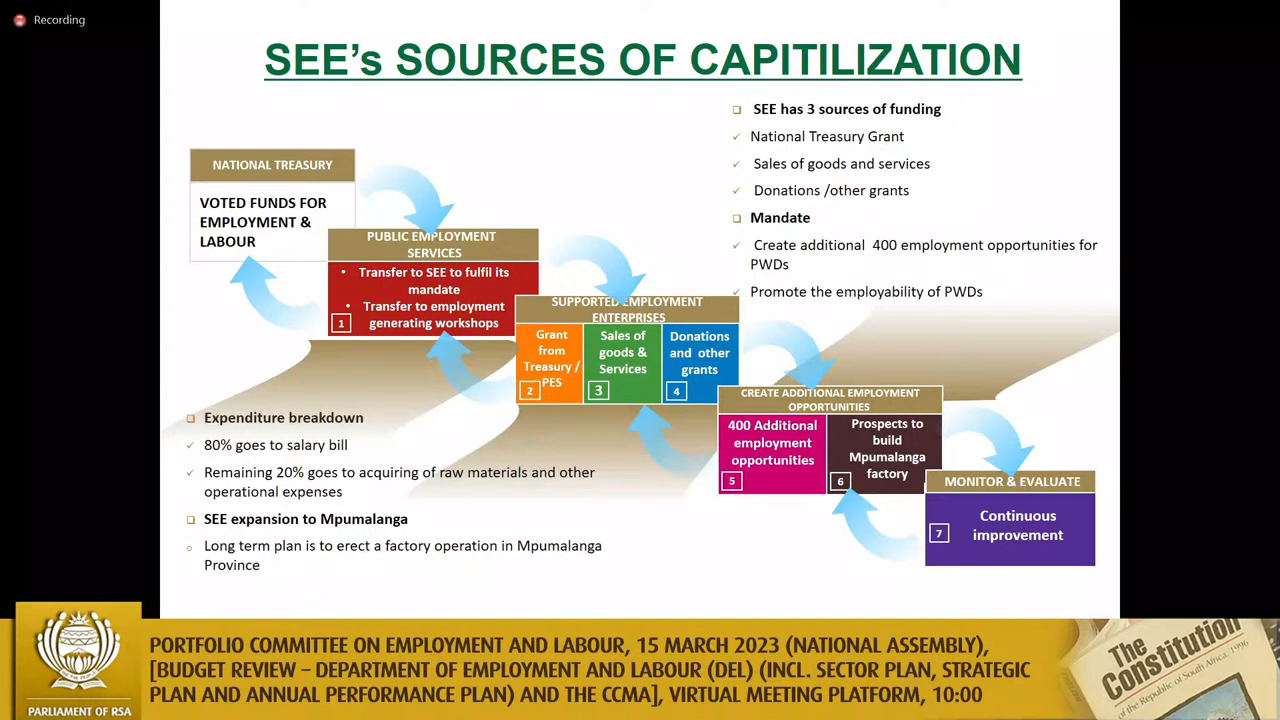 Recording
SEE's SOURCES OF CAPITILIZATION
❑ SEE has 3 sources of funding
✓ National Treasury Grant
✓ Sales of goods and services
✓ Donations /other grants
❑ Mandate
✓ Create additional 400 employment opportunities for
PWDs
✓ Promote the employability of PWDs
NATIONAL TREASURY
VOTED FUNDS FOR
EMPLOYMENT &
LABOUR
PUBLIC EMPLOYMENT
SERVICES
• Transfer to SEE to fulfil its
mandate
• Transfer to employment
generating workshops
1
SUPPORTED EMPLOYMENT
ENTERPRISES
Grant
from
Treasury /
PES
2
Sales of
goods &
Services
3
Donations
and other
grants
4
CREATE ADDITIONAL EMPLOYMENT
OPPORTUNITIES
400 Additional
employment
opportunities
5
Prospects to
build
Mpumalanga
factory
6
MONITOR & EVALUATE
Continuous
improvement
7
❑ Expenditure breakdown
✓ 80% goes to salary bill
✓ Remaining 20% goes to acquiring of raw materials and other
operational expenses
❑ SEE expansion to Mpumalanga
○ Long term plan is to erect a factory operation in Mpumalanga
Province
PORTFOLIO COMMITTEE ON EMPLOYMENT AND LABOUR, 15 MARCH 2023 (NATIONAL ASSEMBLY),
[BUDGET REVIEW – DEPARTMENT OF EMPLOYMENT AND LABOUR (DEL) (INCL. SECTOR PLAN, STRATEGIC
PLAN AND ANNUAL PERFORMANCE PLAN) AND THE CCMA], VIRTUAL MEETING PLATFORM, 10:00
PARLIAMENT OF RSA
The
Constitution
of the Republic of South Africa, 1996